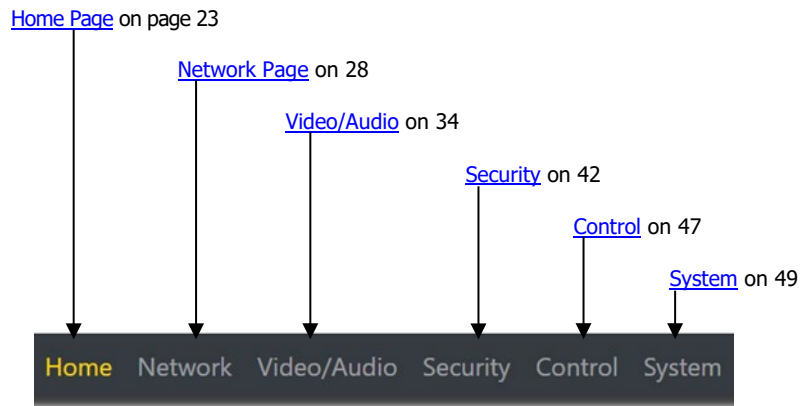 Home Page on page 23
Network Page on 28
Video/Audio on 34
Security on 42
Control on 47
System on 49
Home Network Video/Audio Security Control System